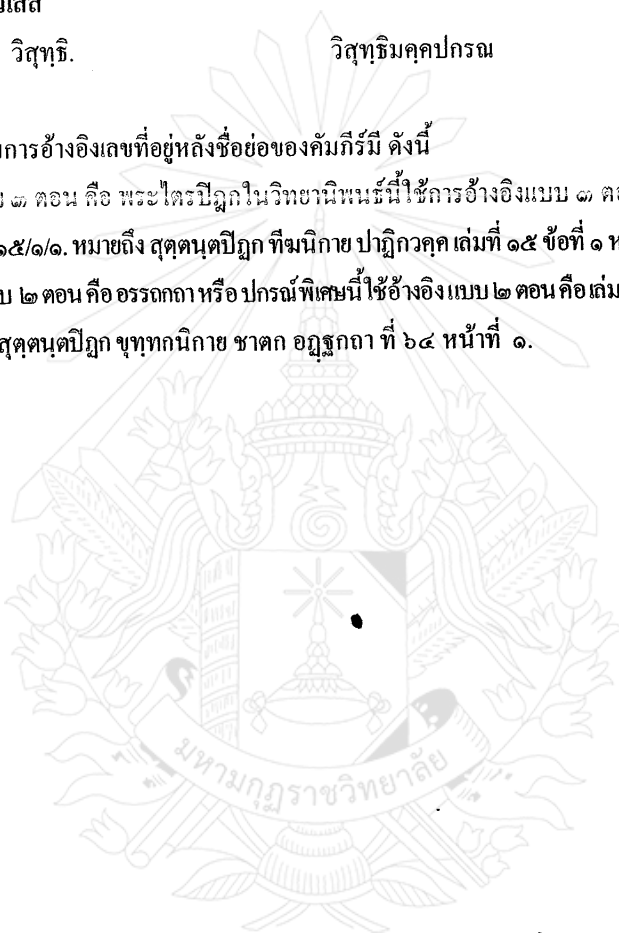 วิสุทฺธิ. วิสุทฺธิมคฺคปกรณ
การอ้างอิงเลขที่อยู่หลังชื่อย่อของคัมภีร์มี ดังนี้
๓ ตอน คือ พระไตรปิฎกในวิทยานิพนธ์นี้ใช้การอ้างอิงแบบ ๓
๑๕/๑/๑. หมายถึง สุตฺตนฺตปิฏก ทีฆนิกาย ปาฏิกวคฺค เล่มที่ ๑๕ ข้อที่ ๑
๒ ตอน คือ อรรถกถา หรือ ปกรณ์พิเศษนี้ ใช้อ้างอิง แบบ ๒ ตอน คือ เล่ม
สุตฺตนฺตปิฏก ขุทฺทกนิกาย ชาตก อฏฺฐกถา ที่ ๖๔ หน้าที่ ๑.
มหามกุฏราชวิทยาลัย